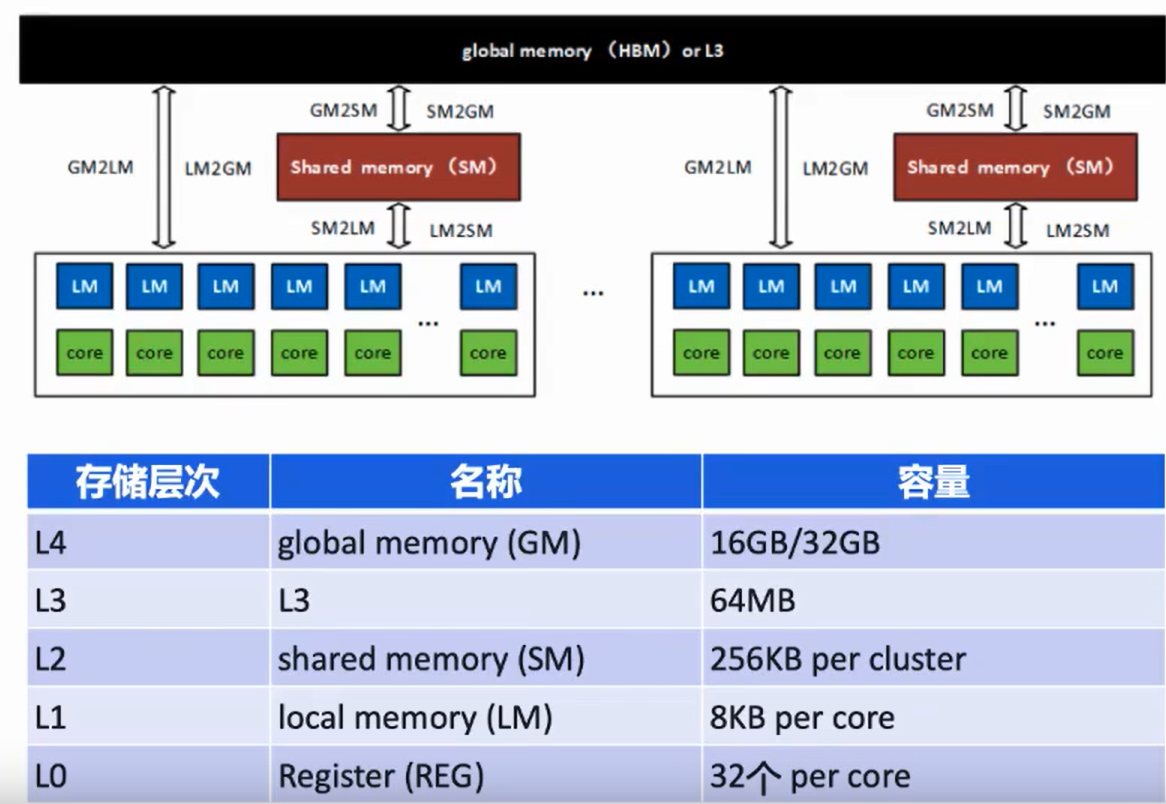 global memory （HBM）or L3
GM2SM SM2GM GM2SM SM2GM
GM2LM LM2GM Shared memory （SM） GM2LM LM2GM Shared memory （SM）
SM2LM LM2SM SM2LM LM2SM
LM LM LM LM LM LM ... LM LM LM LM LM LM
... ...
core core core core core core core core core core core core
存储层次 名称 容量
L4 global memory (GM) 16GB/32GB
L3 L3 64MB
L2 shared memory (SM) 256KB per cluster
L1 local memory (LM) 8KB per core
L0 Register (REG) 32个 per core